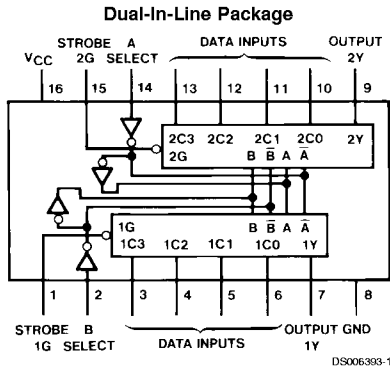 Dual-In-Line Package
STROBE A DATA INPUTS OUTPUT
VCC 2G SELECT 2Y
16 15 14 13 12 11 10 9
2C3 2C2 2C1 2C0 2Y
2G B B̅ A A̅
1G B B̅ A A̅
1C3 1C2 1C1 1C0 1Y
1 2 3 4 5 6 7 8
STROBE B DATA INPUTS OUTPUT GND
1G SELECT 1Y
DS006393-1